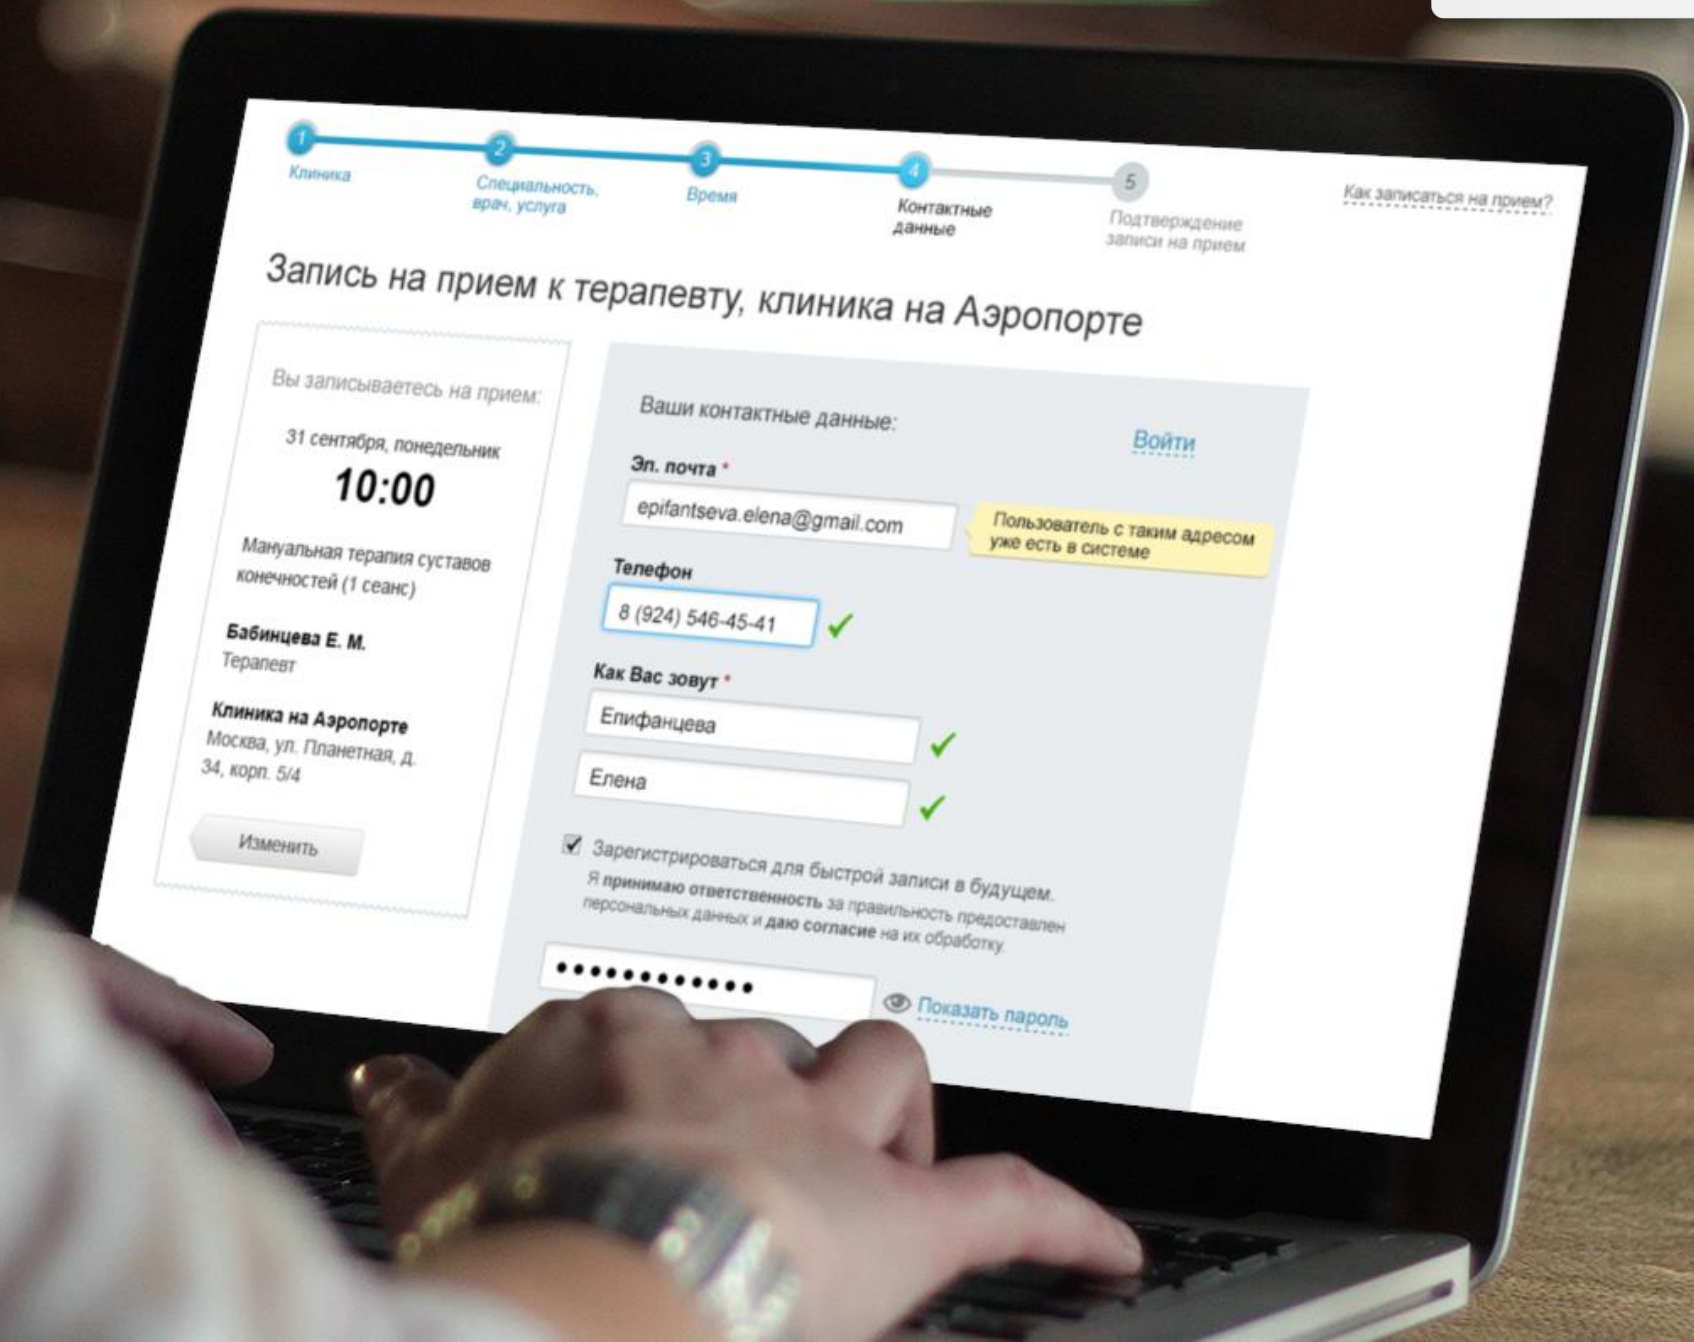 1
2
3
4
5
Клиника
Специальность,
врач, услуга
Время
Контактные
данные
Подтверждение
записи на прием
Как записаться на прием?
Запись на прием к терапевту, клиника на Аэропорте
Вы записываетесь на прием:
31 сентября, понедельник
10:00
Мануальная терапия суставов
конечностей (1 сеанс)
Бабинцева Е. М.
Терапевт
Клиника на Аэропорте
Москва, ул. Планетная, д.
34, корп. 5/4
Изменить
Ваши контактные данные:
Войти
Эл. почта *
epifantseva.elena@gmail.com
Пользователь с таким адресом
уже есть в системе
Телефон
8 (924) 546-45-41
Как Вас зовут *
Епифанцева
Елена
Зарегистрироваться для быстрой записи в будущем.
Я принимаю ответственность за правильность предоставлен
персональных данных и даю согласие на их обработку.
Показать пароль